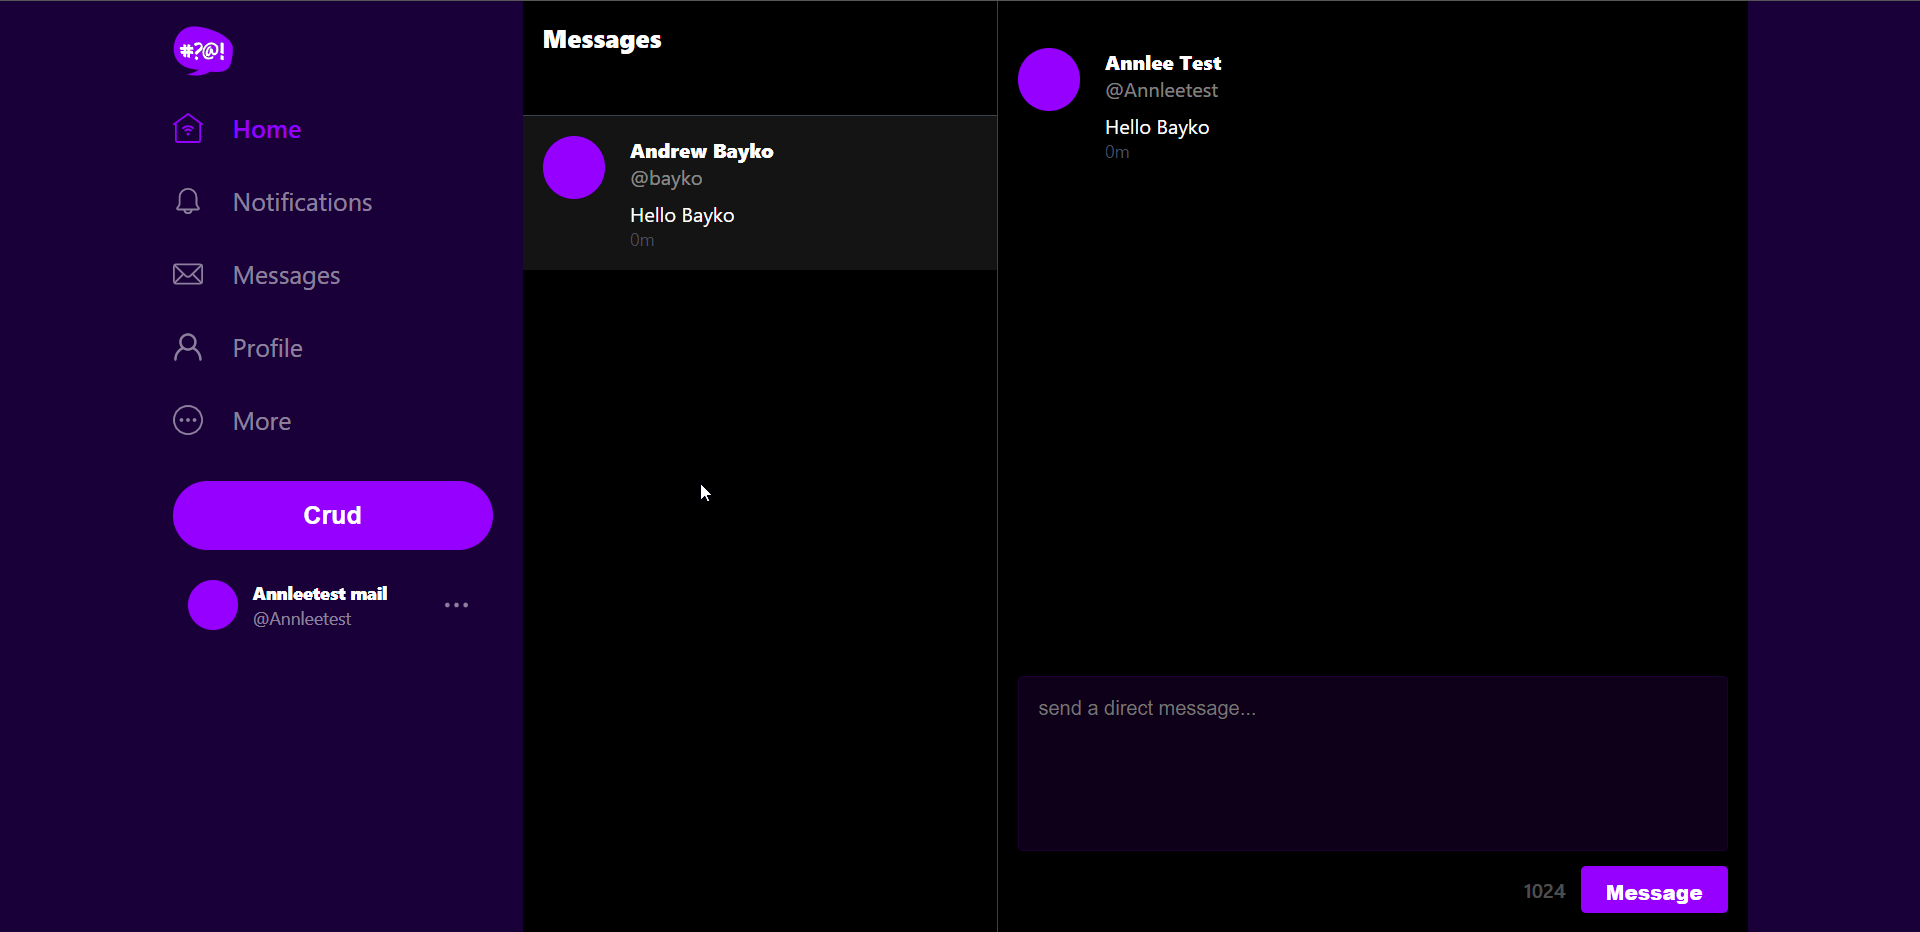 #?@!
Home
Notifications
Messages
Profile
More
Crud
Annleetest mail
@Annleetest
Messages
Andrew Bayko
@bayko
Hello Bayko
0m
Annlee Test
@Annleetest
Hello Bayko
0m
send a direct message...
1024
Message